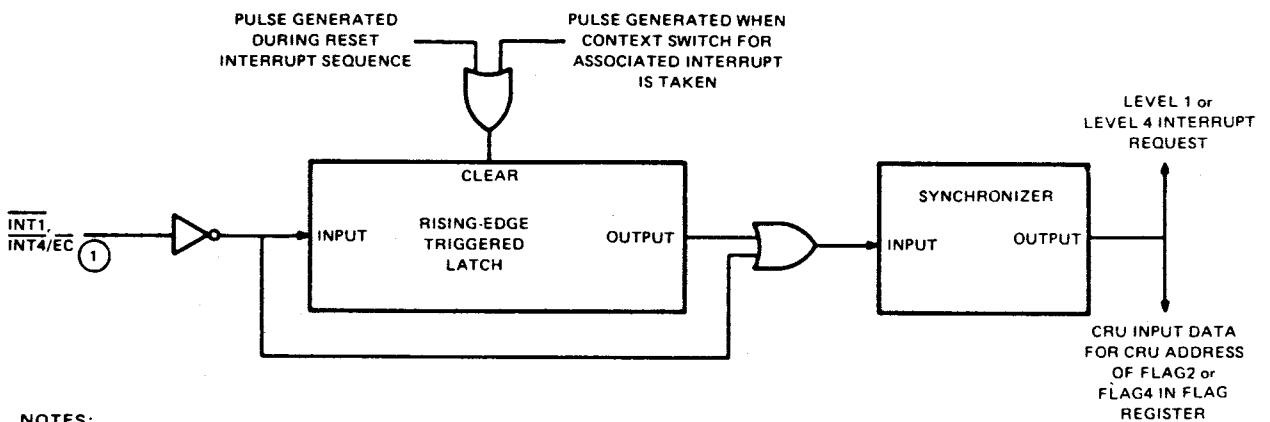 PULSE GENERATED
DURING RESET
INTERRUPT SEQUENCE
PULSE GENERATED WHEN
CONTEXT SWITCH FOR
ASSOCIATED INTERRUPT
IS TAKEN
LEVEL 1 or
LEVEL 4 INTERRUPT
REQUEST
CLEAR
INT1,
INT4/EC
1
INPUT
RISING-EDGE
TRIGGERED
LATCH
OUTPUT
SYNCHRONIZER
INPUT
OUTPUT
CRU INPUT DATA
FOR CRU ADDRESS
OF FLAG2 or
FLAG4 IN FLAG
REGISTER
NOTES: